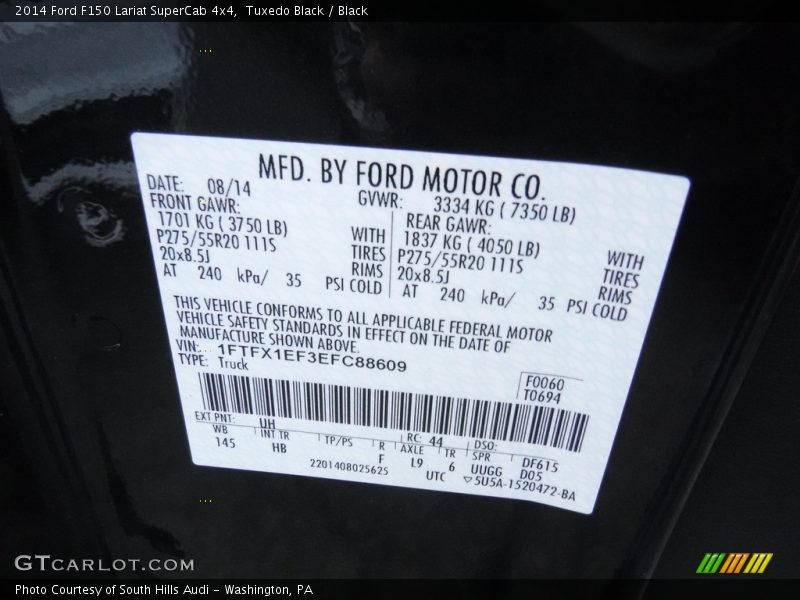 2014 Ford F150 Lariat SuperCab 4x4,  Tuxedo Black / Black
MFD. BY FORD MOTOR CO.
DATE: 08/14 GVWR: 3334 KG ( 7350 LB)
FRONT GAWR: REAR GAWR:
1701 KG ( 3750 LB) WITH 1837 KG ( 4050 LB) WITH
P275/55R20 111S TIRES P275/55R20 111S TIRES
20x8.5J RIMS 20x8.5J RIMS
AT 240 kPa/ 35 PSI COLD AT 240 kPa/ 35 PSI COLD
THIS VEHICLE CONFORMS TO ALL APPLICABLE FEDERAL MOTOR
VEHICLE SAFETY STANDARDS IN EFFECT ON THE DATE OF
MANUFACTURE SHOWN ABOVE.
VIN: 1FTFX1EF3EFC88609
TYPE: Truck
F0060
T0694
EXT PNT: UH RC: 44 DSO:
WB INT TR TP/PS R AXLE TR SPR DF615
145 HB F L9 6 UUGG D05
2201408025625 UTC ▽5U5A-1520472-BA
GTCARLOT.COM
Photo Courtesy of South Hills Audi - Washington, PA